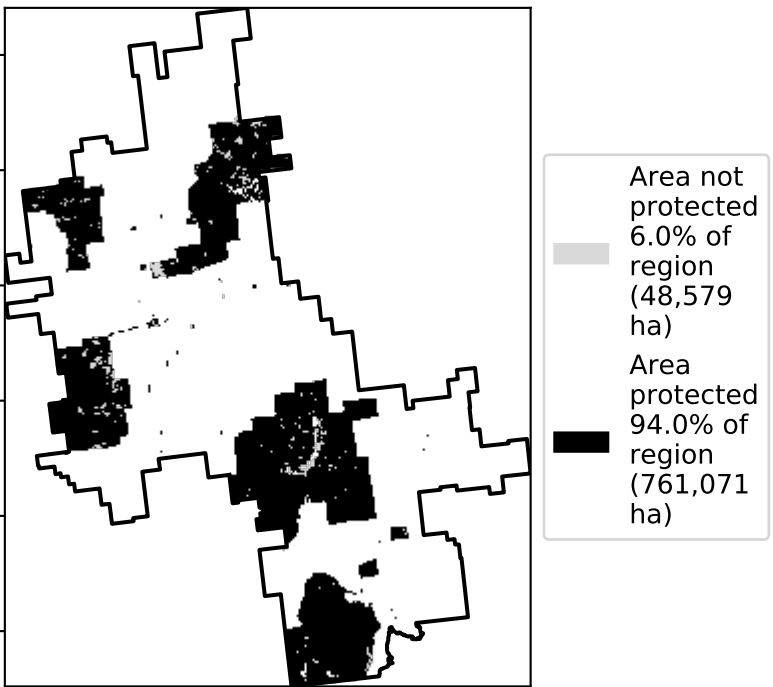 Area not
protected
6.0% of
region
(48,579
ha)
Area
protected
94.0% of
region
(761,071
ha)